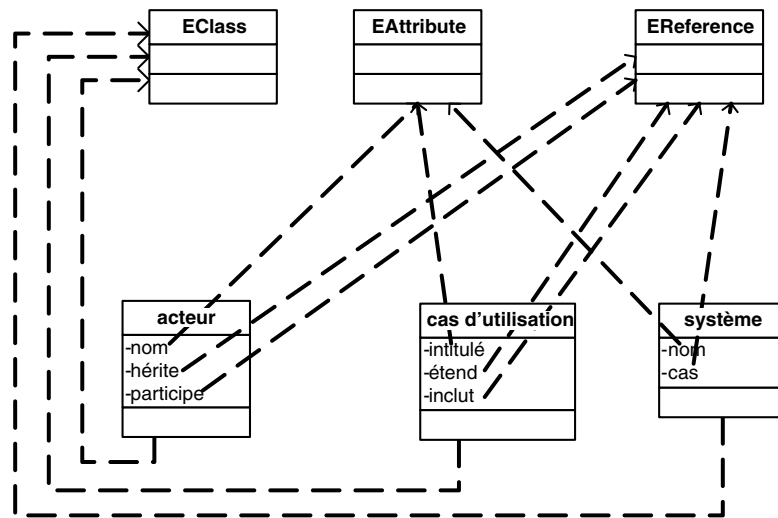 EClass
EAttribute
EReference
acteur
-nom
-hérite
-participe
cas d'utilisation
-intitulé
-étend
-inclut
système
-nom
-cas